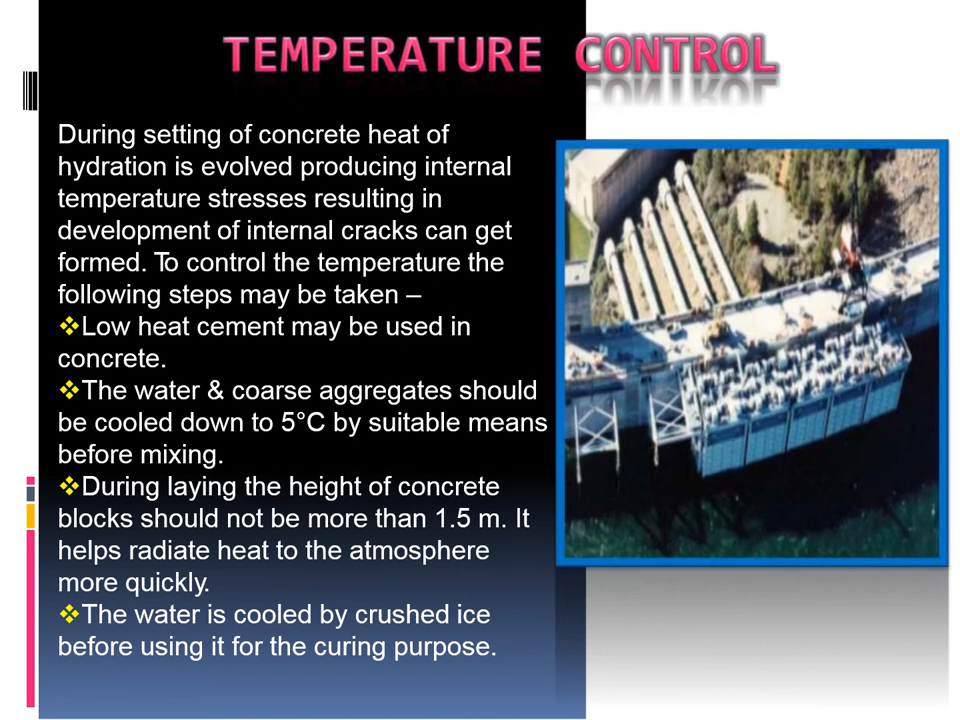 TEMPERATURE CONTROL
During setting of concrete heat of
hydration is evolved producing internal
temperature stresses resulting in
development of internal cracks can get
formed. To control the temperature the
following steps may be taken –
❖Low heat cement may be used in
concrete.
❖The water & coarse aggregates should
be cooled down to 5°C by suitable means
before mixing.
❖During laying the height of concrete
blocks should not be more than 1.5 m. It
helps radiate heat to the atmosphere
more quickly.
❖The water is cooled by crushed ice
before using it for the curing purpose.